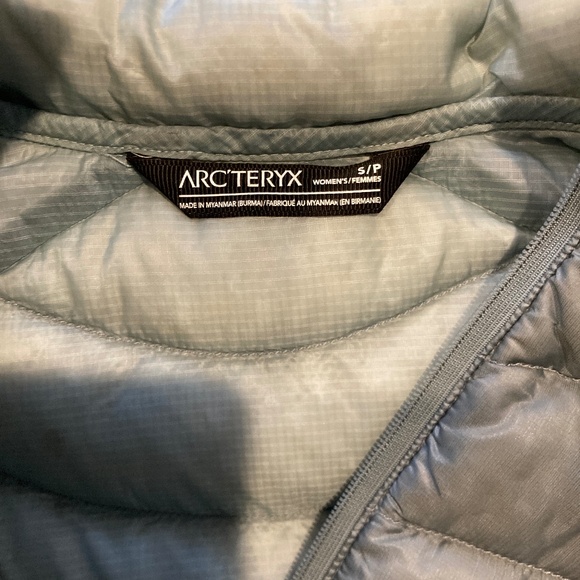 ARC'TERYX
S/P
WOMEN'S/FEMMES
MADE IN MYANMAR (BURMA)/FABRIQUÉ AU MYANMAR (EN BIRMANIE)